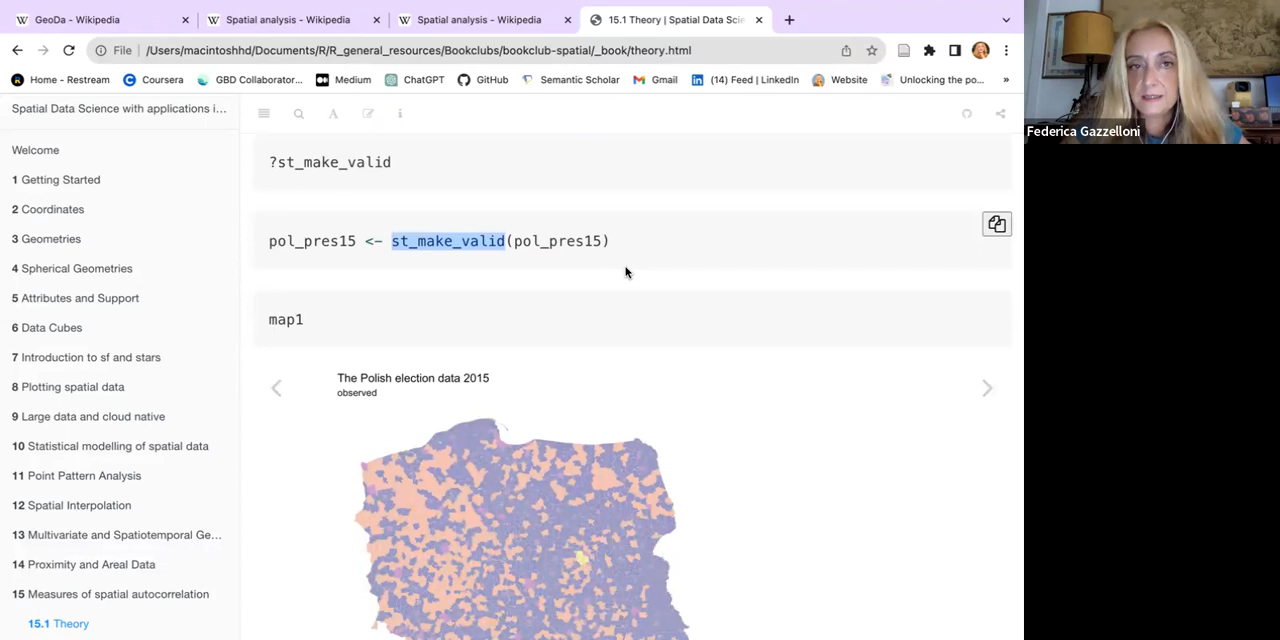 GeoDa - Wikipedia
Spatial analysis - Wikipedia
Spatial analysis - Wikipedia
15.1 Theory | Spatial Data Scie
File
/Users/macintoshhd/Documents/R/R_general_resources/Bookclubs/bookclub-spatial/_book/theory.html
Home - Restream
Coursera
GBD Collaborator...
Medium
ChatGPT
GitHub
Semantic Scholar
Gmail
(14) Feed | LinkedIn
Website
Unlocking the po...
»
Federica Gazzelloni
Spatial Data Science with applications i...
Welcome
1 Getting Started
2 Coordinates
3 Geometries
4 Spherical Geometries
5 Attributes and Support
6 Data Cubes
7 Introduction to sf and stars
8 Plotting spatial data
9 Large data and cloud native
10 Statistical modelling of spatial data
11 Point Pattern Analysis
12 Spatial Interpolation
13 Multivariate and Spatiotemporal Ge...
14 Proximity and Areal Data
15 Measures of spatial autocorrelation
15.1 Theory
?st_make_valid
pol_pres15 <- st_make_valid(pol_pres15)
map1
The Polish election data 2015
observed